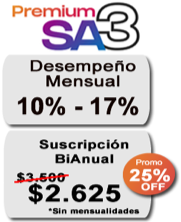 Premium
SA3
Desempeño
Mensual
10% - 17%
Suscripción
BiAnual
$3.500
$2.625
*Sin mensualidades
Promo
25%
OFF